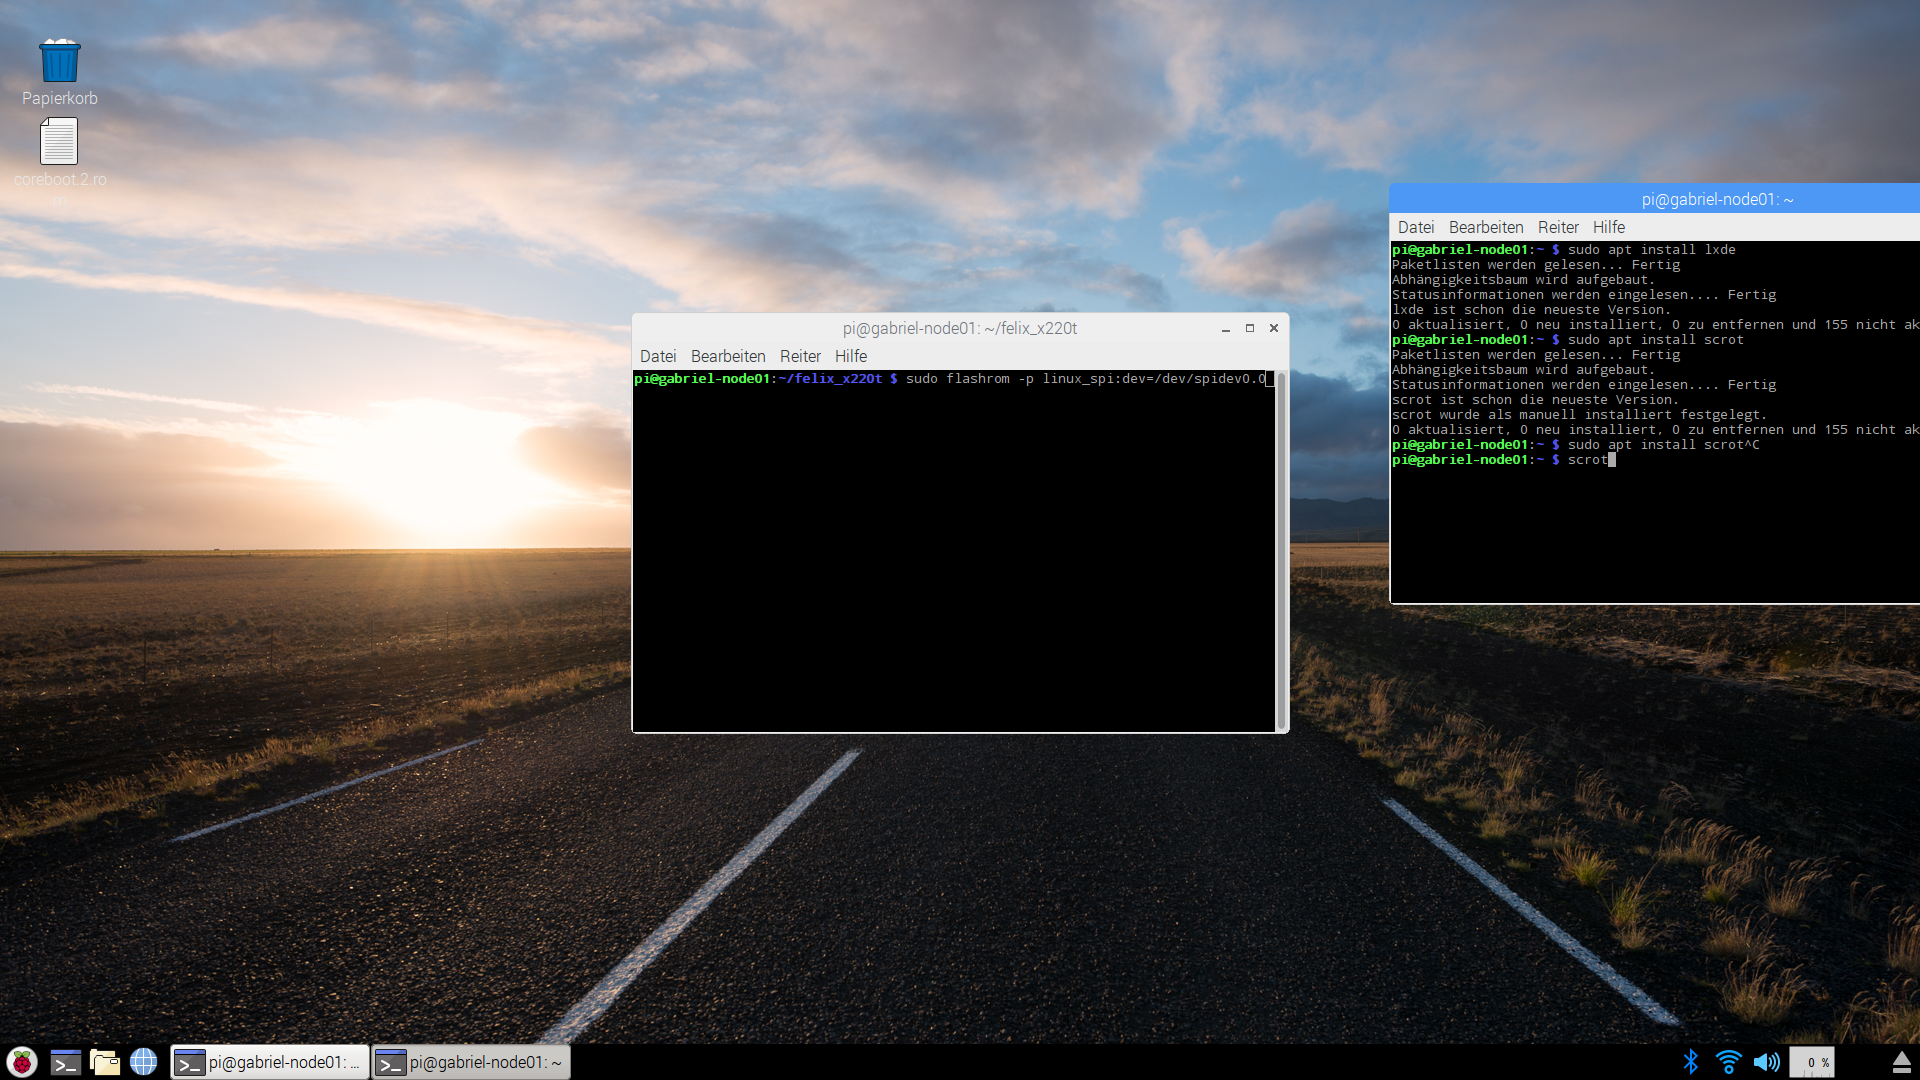 Papierkorb
coreboot.2.ro
pi@gabriel-node01: ~/felix_x220t
Datei Bearbeiten Reiter Hilfe
pi@gabriel-node01:~/felix_x220t $ sudo flashrom -p linux_spi:dev=/dev/spidev0.0
pi@gabriel-node01: ~
Datei Bearbeiten Reiter Hilfe
pi@gabriel-node01:~ $ sudo apt install lxde
Paketlisten werden gelesen... Fertig
Abhängigkeitsbaum wird aufgebaut.
Statusinformationen werden eingelesen.... Fertig
lxde ist schon die neueste Version.
0 aktualisiert, 0 neu installiert, 0 zu entfernen und 155 nicht ak
pi@gabriel-node01:~ $ sudo apt install scrot
Paketlisten werden gelesen... Fertig
Abhängigkeitsbaum wird aufgebaut.
Statusinformationen werden eingelesen.... Fertig
scrot ist schon die neueste Version.
scrot wurde als manuell installiert festgelegt.
0 aktualisiert, 0 neu installiert, 0 zu entfernen und 155 nicht ak
pi@gabriel-node01:~ $ sudo apt install scrot^C
pi@gabriel-node01:~ $ scrot
pi@gabriel-node01: ...
pi@gabriel-node01: ~
0 %